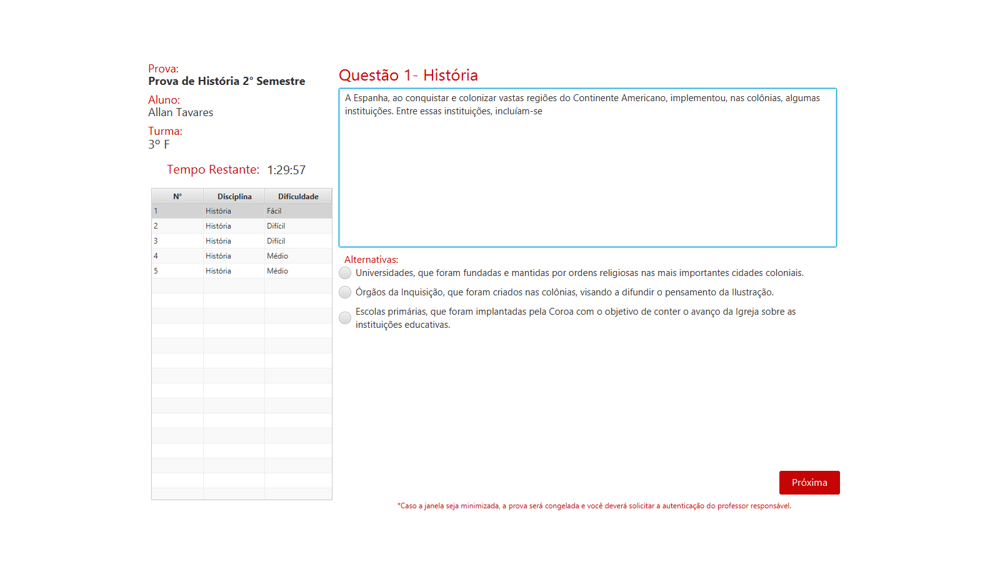 Prova:
Prova de História 2° Semestre
Aluno:
Allan Tavares
Turma:
3º F
Tempo Restante: 1:29:57
N° Disciplina Dificuldade
1 História Fácil
2 História Difícil
3 História Difícil
4 História Médio
5 História Médio
Questão 1- História
A Espanha, ao conquistar e colonizar vastas regiões do Continente Americano, implementou, nas colônias, algumas
instituições. Entre essas instituições, incluíam-se
Alternativas:
Universidades, que foram fundadas e mantidas por ordens religiosas nas mais importantes cidades coloniais.
Órgãos da Inquisição, que foram criados nas colônias, visando a difundir o pensamento da Ilustração.
Escolas primárias, que foram implantadas pela Coroa com o objetivo de conter o avanço da Igreja sobre as
instituições educativas.
Próxima
*Caso a janela seja minimizada, a prova será congelada e você deverá solicitar a autenticação do professor responsável.